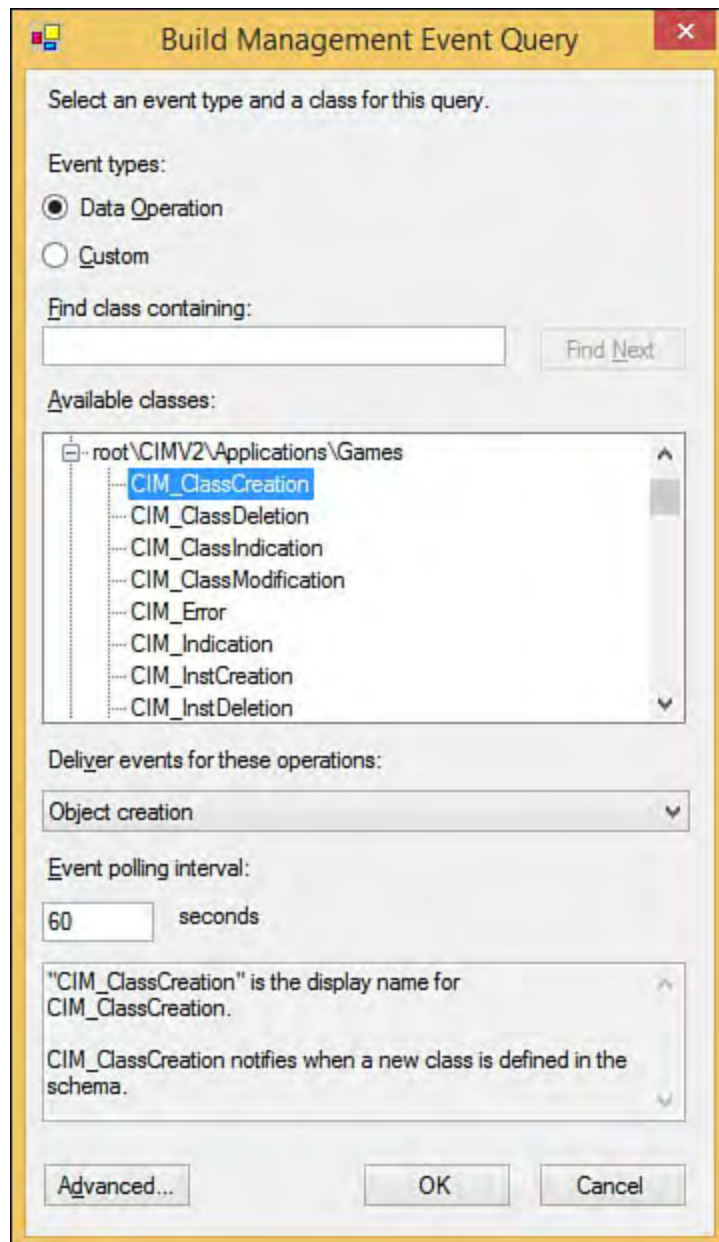 Build Management Event Query
Select an event type and a class for this query.
Event types:
Data Operation
Custom
Find class containing:
Find Next
Available classes:
root\CIMV2\Applications\Games
CIM_ClassCreation
CIM_ClassDeletion
CIM_ClassIndication
CIM_ClassModification
CIM_Error
CIM_Indication
CIM_InstCreation
CIM_InstDeletion
Deliver events for these operations:
Object creation
Event polling interval:
60 seconds
"CIM_ClassCreation" is the display name for
CIM_ClassCreation.
CIM_ClassCreation notifies when a new class is defined in the
schema.
Advanced... OK Cancel